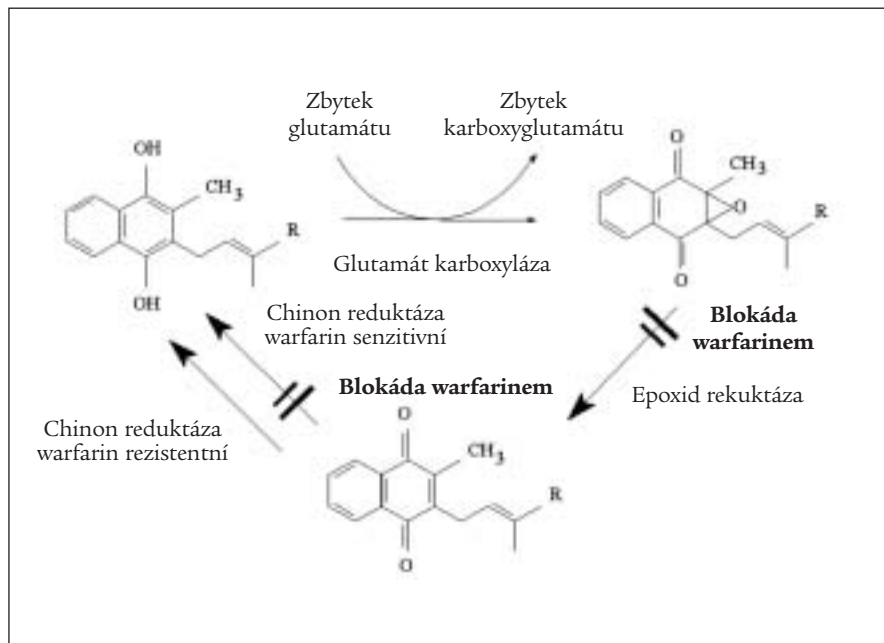 Zbytek
glutamátu
Zbytek
karboxyglutamátu
OH
CH3
R
OH
Glutamát karboxyláza
O
CH3
O
R
O
Chinon reduktáza
warfarin senzitivní
Blokáda
warfarinem
Blokáda warfarinem
Epoxid rekuktáza
Chinon reduktáza
warfarin rezistentní
O
CH3
R
O